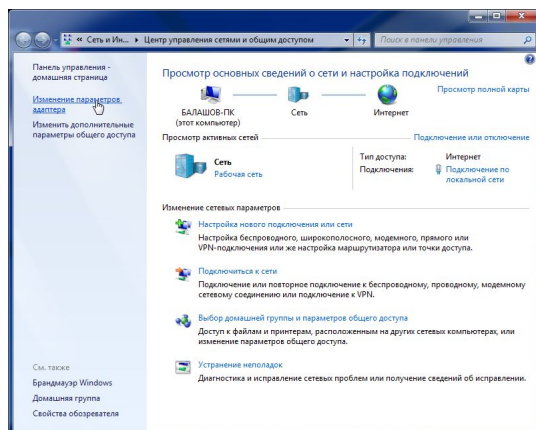 « Сеть и Ин... ▸ Центр управления сетями и общим доступом
Поиск в панели управления
Панель управления -
домашняя страница
Изменение параметров
адаптера
Изменить дополнительные
параметры общего доступа
Просмотр основных сведений о сети и настройка подключений
Просмотр полной карты
БАЛАШОВ-ПК
(этот компьютер)
Сеть
Интернет
Просмотр активных сетей
Подключение или отключение
Сеть
Рабочая сеть
Тип доступа: Интернет
Подключения: Подключение по
локальной сети
Изменение сетевых параметров
Настройка нового подключения или сети
Настройка беспроводного, широкополосного, модемного, прямого или
VPN-подключения или же настройка маршрутизатора или точки доступа.
Подключиться к сети
Подключение или повторное подключение к беспроводному, проводному, модемному
сетевому соединению или подключение к VPN.
Выбор домашней группы и параметров общего доступа
Доступ к файлам и принтерам, расположенным на других сетевых компьютерах, или
изменение параметров общего доступа.
Устранение неполадок
Диагностика и исправление сетевых проблем или получение сведений об исправлении.
См. также
Брандмауэр Windows
Домашняя группа
Свойства обозревателя